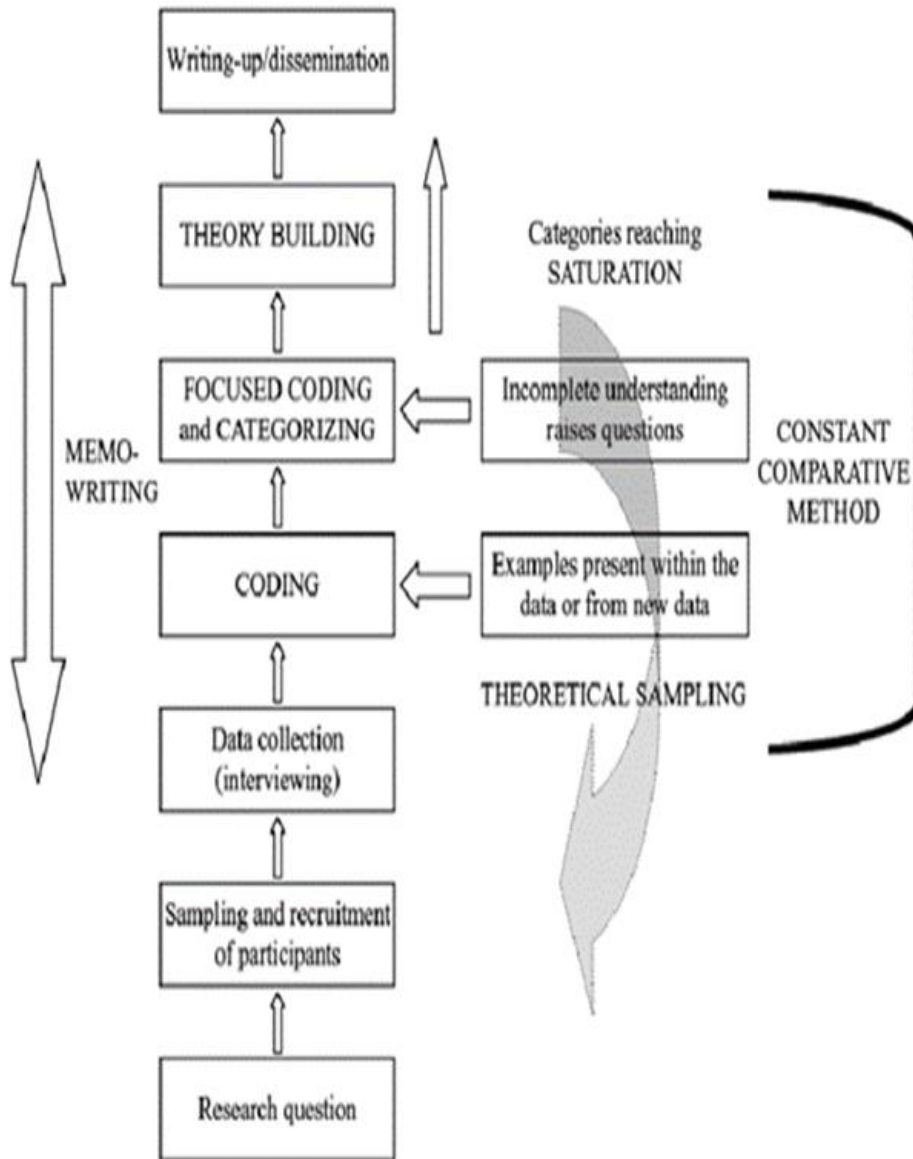 Writing-up/dissemination
THEORY BUILDING
Categories reaching
SATURATION
FOCUSED CODING
and CATEGORIZING
Incomplete understanding
raises questions
MEMO-
WRITING
CONSTANT
COMPARATIVE
METHOD
CODING
Examples present within the
data or from new data
THEORETICAL SAMPLING
Data collection
(interviewing)
Sampling and recruitment
of participants
Research question